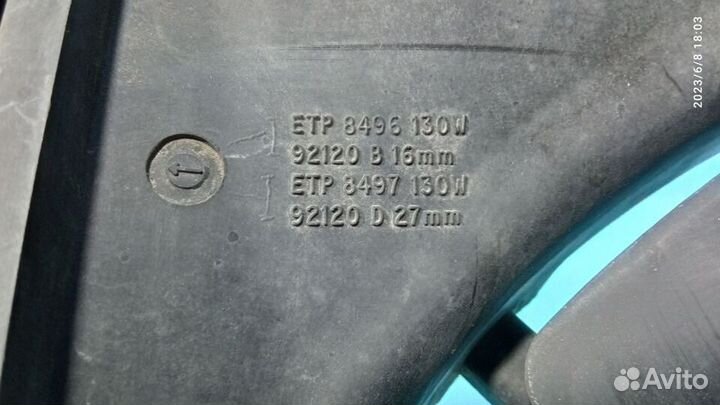 ETP 8496 130W
92120 B 16mm
ETP 8497 130W
92120 D 27mm
2023/6/8 18:03
Avito